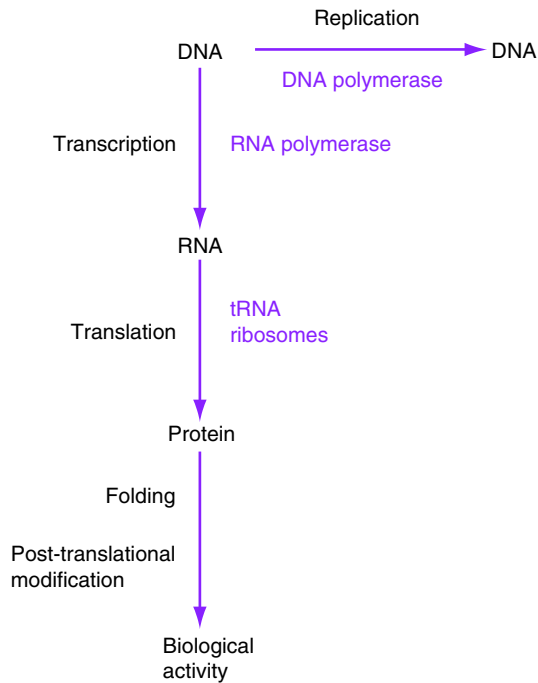 Replication
DNA
DNA
DNA polymerase
Transcription
RNA polymerase
RNA
tRNA
Translation
ribosomes
Protein
Folding
Post-translational
modification
Biological
activity